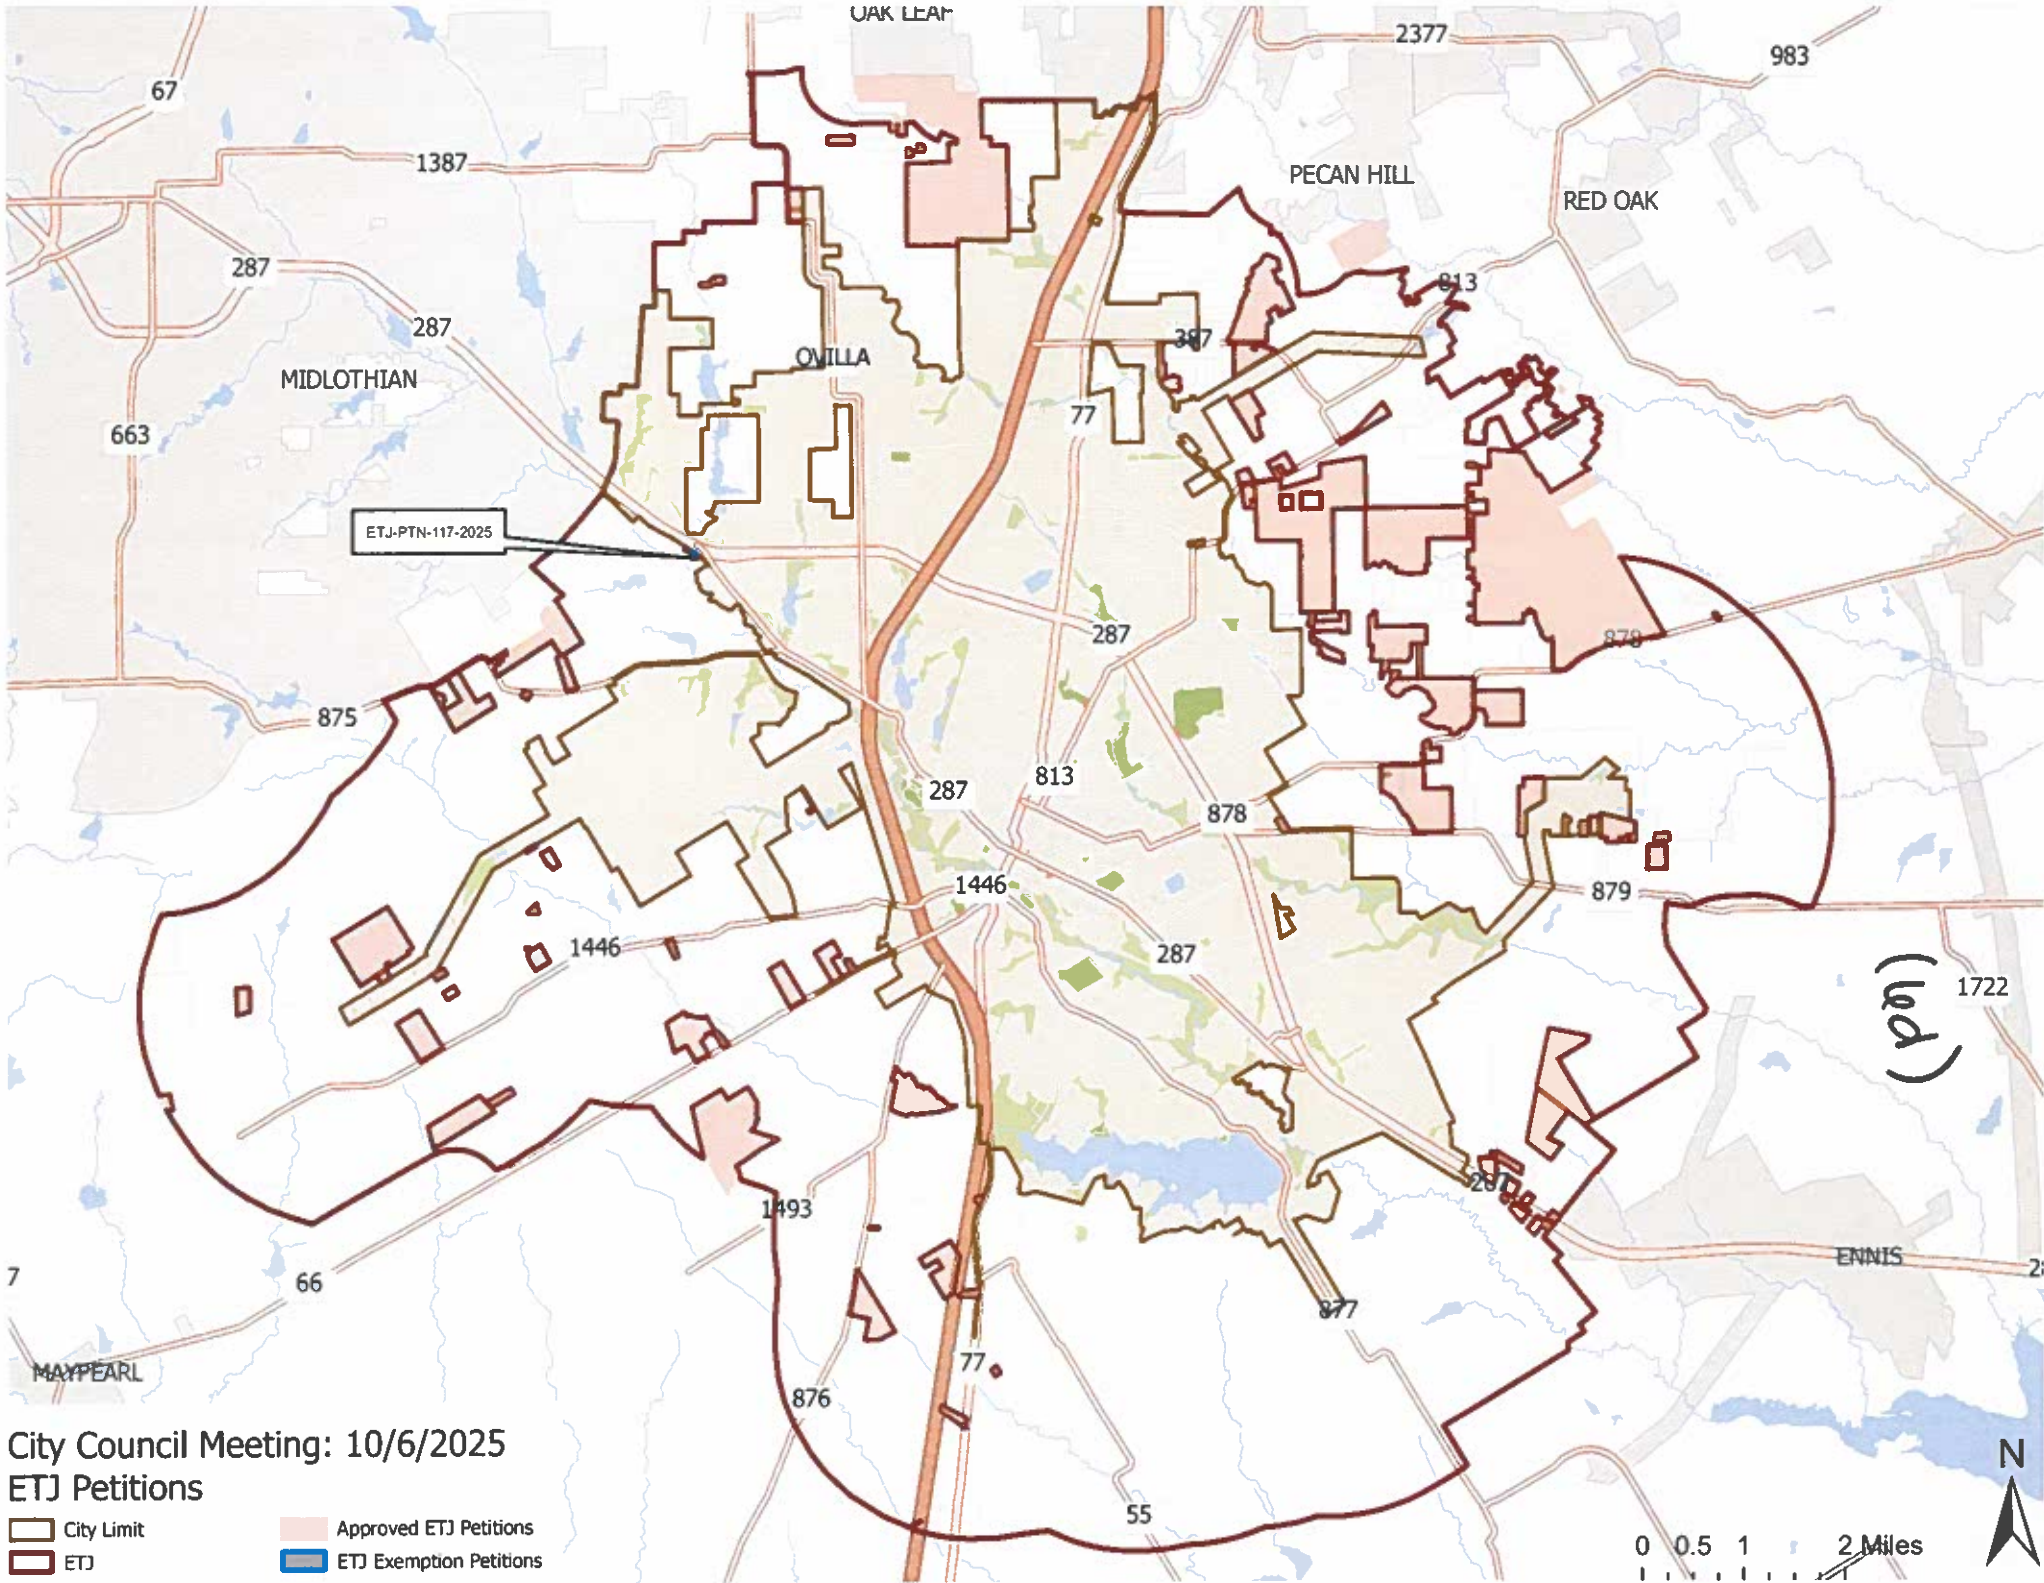 OAK LEAF
2377
983
67
1387
PECAN HILL
RED OAK
287
813
287
387
OVILLA
MIDLOTHIAN
77
663
ETJ-PTN-117-2025
287
878
875
813
287
878
1446
879
1446
287
1722
(6d)
287
1493
ENNIS
66
877
7
77
MAYPEARL
876
55
City Council Meeting: 10/6/2025
ETJ Petitions
City Limit
Approved ETJ Petitions
ETJ
ETJ Exemption Petitions
N
0 0.5 1 2 Miles